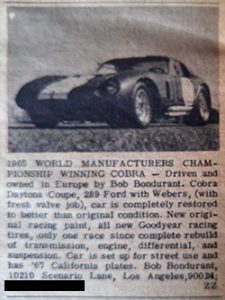 1965 WORLD MANUFACTURERS CHAM-
PIONSHIP WINNING COBRA — Driven and
owned in Europe by Bob Bondurant. Cobra
Daytona Coupe, 289 Ford with Webers, (with
fresh valve job), car is completely restored
to better than original condition. New origi-
nal racing paint, all new Goodyear racing
tires, only one race since complete rebuild
of transmission, engine, differential, and
suspension. Car is set up for street use and
has '67 California plates. Bob Bondurant,
10210 Scenario Lane, Los Angeles, 90024;
ZZ